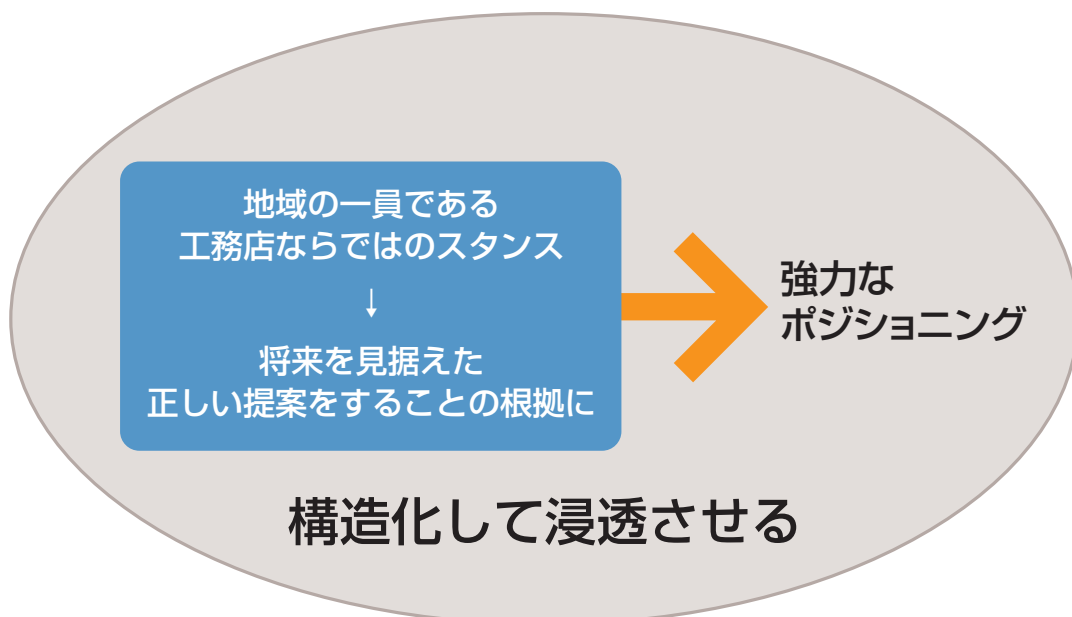 地域の一員である
工務店ならではのスタンス
↓
将来を見据えた
正しい提案をすることの根拠に
強力な
ポジショニング
構造化して浸透させる